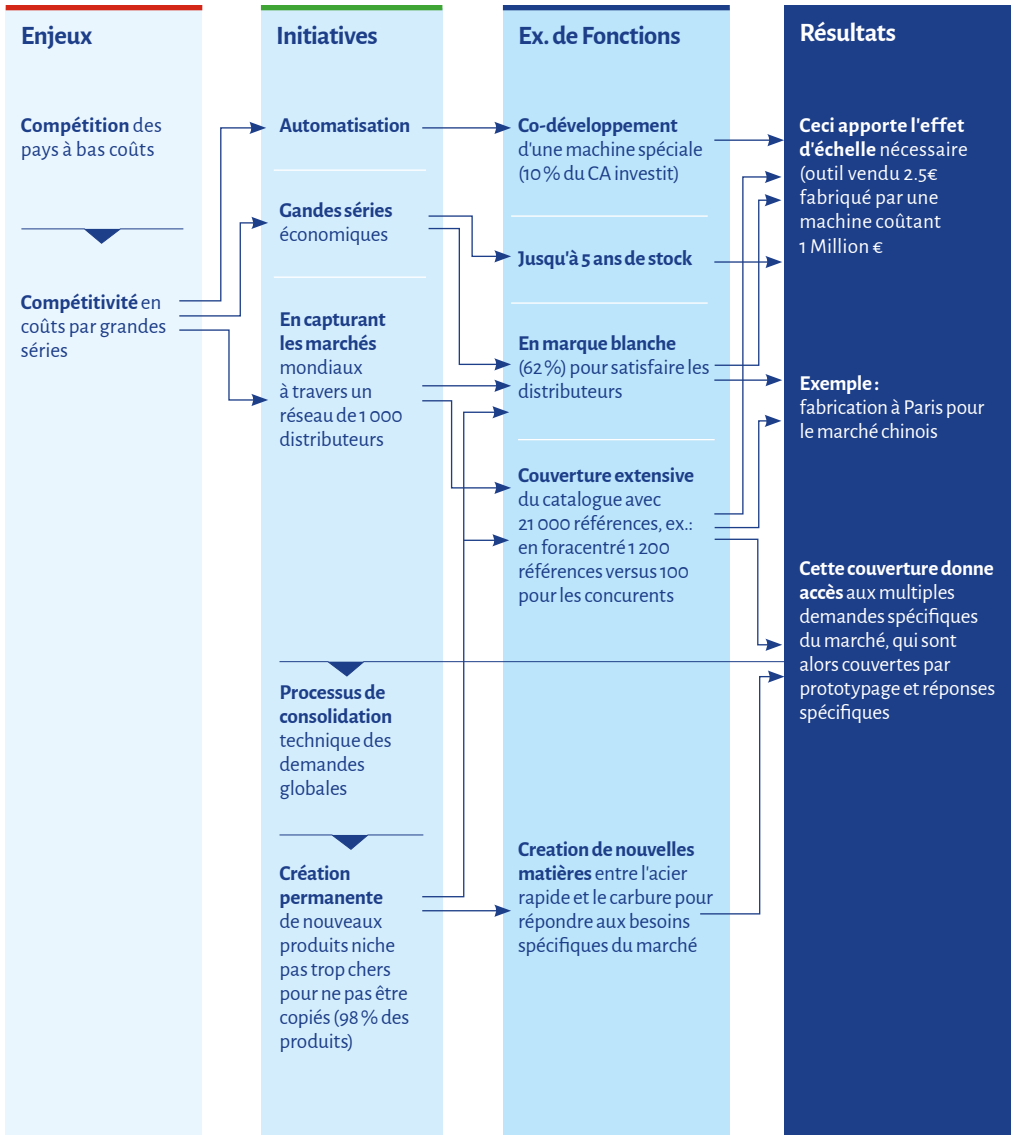 Enjeux
Compétition des
pays à bas coûts
Compétitivité en
coûts par grandes
séries
Initiatives
Automatisation
Gandes séries
économiques
En capturant
les marchés
mondiaux
à travers un
réseau de 1 000
distributeurs
Processus de
consolidation
technique des
demandes
globales
Création
permanente
de nouveaux
produits niche
pas trop chers
pour ne pas être
copiés (98 % des
produits)
Ex. de Fonctions
Co-développement
d'une machine spéciale
(10 % du CA investit)
Jusqu'à 5 ans de stock
En marque blanche
(62 %) pour satisfaire les
distributeurs
Couverture extensive
du catalogue avec
21 000 références, ex.:
en foracentré 1 200
références versus 100
pour les concurents
Creation de nouvelles
matières entre l'acier
rapide et le carbure pour
répondre aux besoins
spécifiques du marché
Résultats
Ceci apporte l'effet
d'échelle nécessaire
(outil vendu 2.5€
fabriqué par une
machine coûtant
1 Million €
Exemple :
fabrication à Paris pour
le marché chinois
Cette couverture donne
accès aux multiples
demandes spécifiques
du marché, qui sont
alors couvertes par
prototypage et réponses
spécifiques